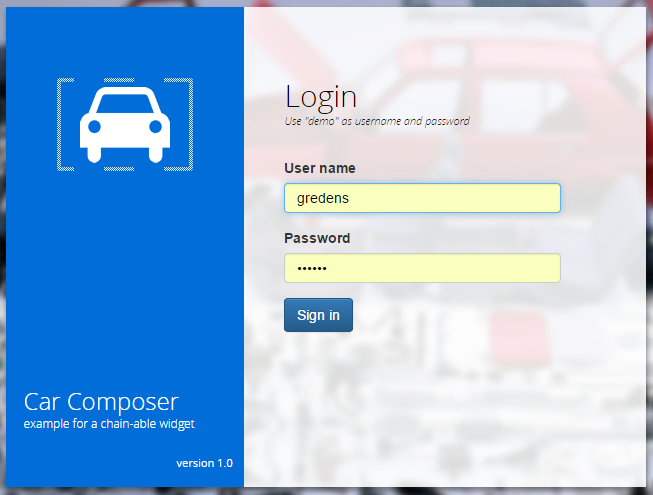 Login
Use "demo" as username and password
User name
gredens
Password
••••••
Sign in
Car Composer
example for a chain-able widget
version 1.0